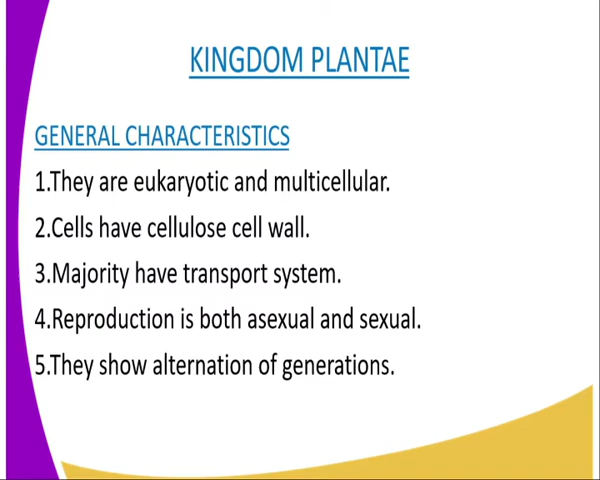 KINGDOM PLANTAE
GENERAL CHARACTERISTICS
1.They are eukaryotic and multicellular.
2.Cells have cellulose cell wall.
3.Majority have transport system.
4.Reproduction is both asexual and sexual.
5.They show alternation of generations.